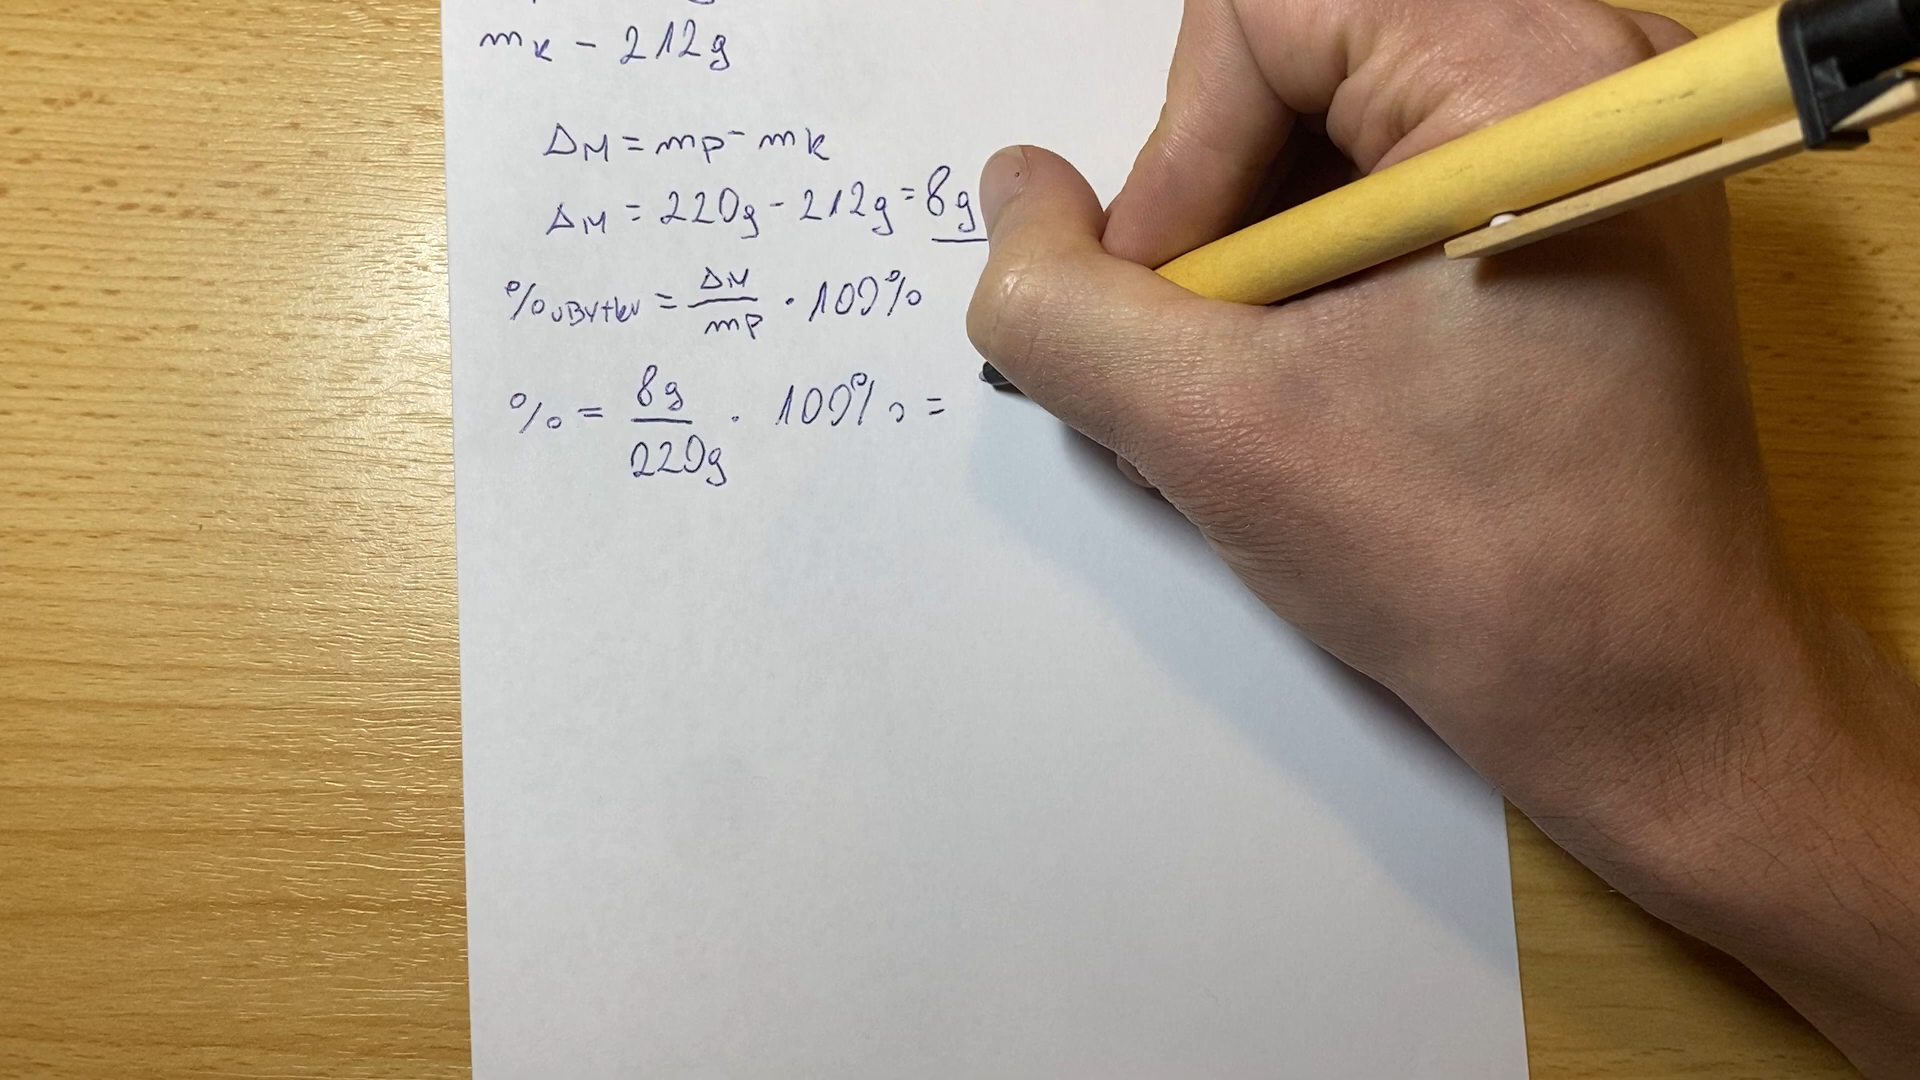 mk - 212g
ΔM = mp - mk
ΔM = 220g - 212g = 8g
% UBYtkU = ΔM / mp · 100%
% = 8g / 220g · 100% =